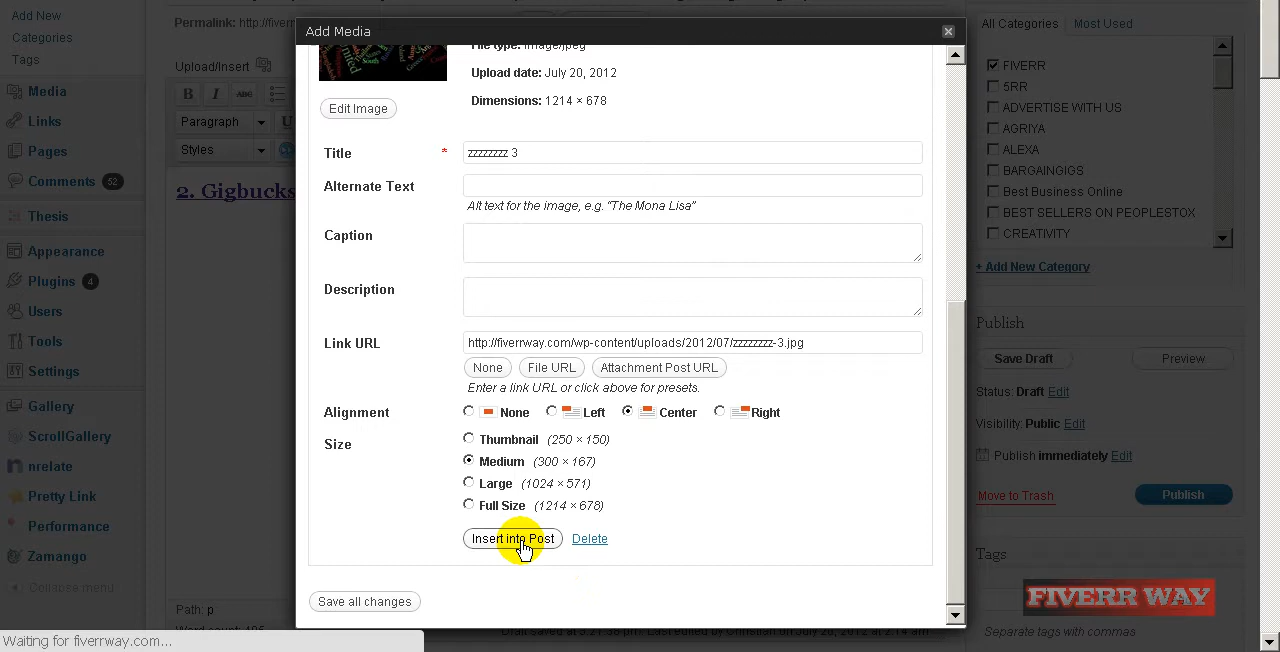 Add New
Categories
Tags
Media
Links
Pages
Comments 52
Thesis
Appearance
Plugins 4
Users
Tools
Settings
Gallery
ScrollGallery
nrelate
Pretty Link
Performance
Zamango
Collapse menu
Permalink: http://fiverr
Upload/Insert
B I ABC
Paragraph U
Styles
2. Gigbucks
Path: p
Add Media
File type: image/jpeg
Upload date: July 20, 2012
Dimensions: 1214 × 678
Edit Image
Title * zzzzzzzz 3
Alternate Text
Alt text for the image, e.g. "The Mona Lisa"
Caption
Description
Link URL http://fiverrway.com/wp-content/uploads/2012/07/zzzzzzzz-3.jpg
None File URL Attachment Post URL
Enter a link URL or click above for presets.
Alignment None Left Center Right
Size Thumbnail (250 × 150)
Medium (300 × 167)
Large (1024 × 571)
Full Size (1214 × 678)
Insert into Post Delete
Save all changes
All Categories Most Used
FIVERR
5RR
ADVERTISE WITH US
AGRIYA
ALEXA
BARGAINGIGS
Best Business Online
BEST SELLERS ON PEOPLESTOX
CREATIVITY
+ Add New Category
Publish
Save Draft Preview
Status: Draft Edit
Visibility: Public Edit
Publish immediately Edit
Move to Trash Publish
Tags
FIVERR WAY
Separate tags with commas
Waiting for fiverrway.com...